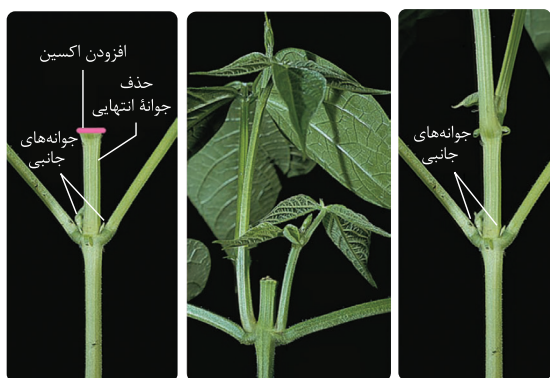 جوانه‌های
جانبی
افزودن اکسین
حذف
جوانهٔ انتهایی
جوانه‌های
جانبی